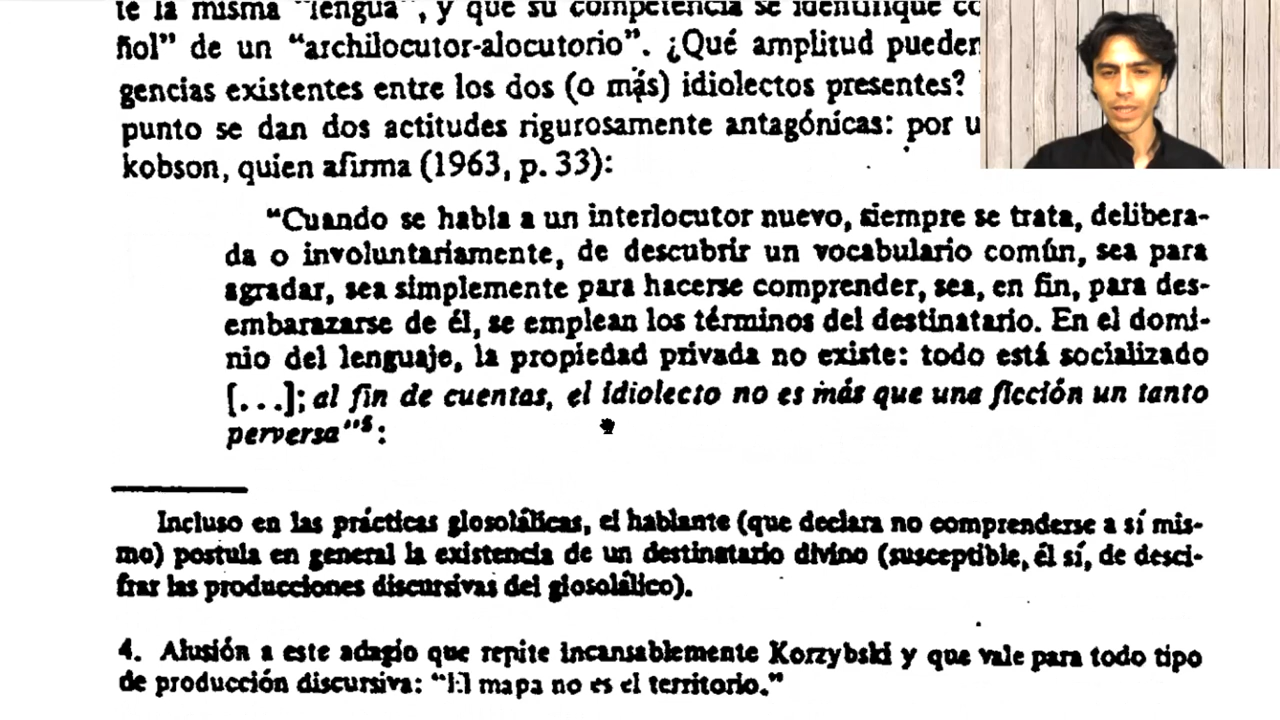 te la misma "lengua", y que su competencia se identifique co
ñol" de un "archilocutor-alocutorio". ¿Qué amplitud pueden
gencias existentes entre los dos (o más) idiolectos presentes?
punto se dan dos actitudes rigurosamente antagónicas: por u
kobson, quien afirma (1963, p. 33):
"Cuando se habla a un interlocutor nuevo, siempre se trata, delibera-
da o involuntariamente, de descubrir un vocabulario común, sea para
agradar, sea simplemente para hacerse comprender, sea, en fin, para des-
embarazarse de él, se emplean los términos del destinatario. En el domi-
nio del lenguaje, la propiedad privada no existe: todo está socializado
[...]; al fin de cuentas, el idiolecto no es más que una ficción un tanto
perversa"5:
Incluso en las prácticas glosolálicas, el hablante (que declara no comprenderse a sí mis-
mo) postula en general la existencia de un destinatario divino (susceptible, él sí, de desci-
frar las producciones discursivas del glosolálico).
4. Alusión a este adagio que repite incansablemente Korzybski y que vale para todo tipo
de producción discursiva: "El mapa no es el territorio."